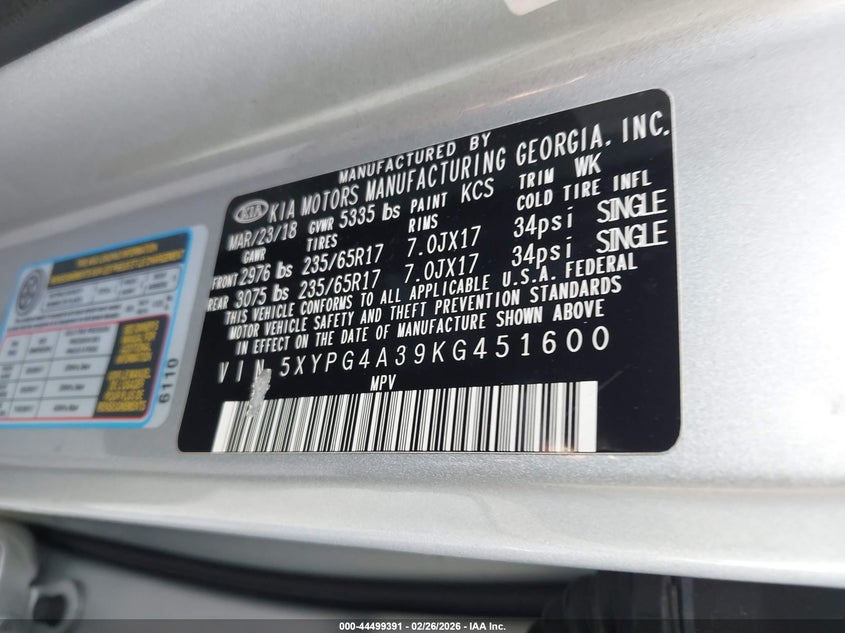 MANUFACTURED BY
KIA KIA MOTORS MANUFACTURING GEORGIA, INC.
MAR/23/18 GVWR 5335 lbs PAINT KCS TRIM WK
GAWR TIRES RIMS COLD TIRE INFL
FRONT 2976 lbs 235/65R17 7.0JX17 34psi SINGLE
REAR 3075 lbs 235/65R17 7.0JX17 34psi SINGLE
THIS VEHICLE CONFORMS TO ALL APPLICABLE U.S.A. FEDERAL
MOTOR VEHICLE SAFETY AND THEFT PREVENTION STANDARDS
IN EFFECT ON THE DATE OF MANUFACTURE SHOWN ABOVE
VIN 5XYPG4A39KG451600
MPV
6110
000-44499391 - 02/26/2026 - IAA Inc.